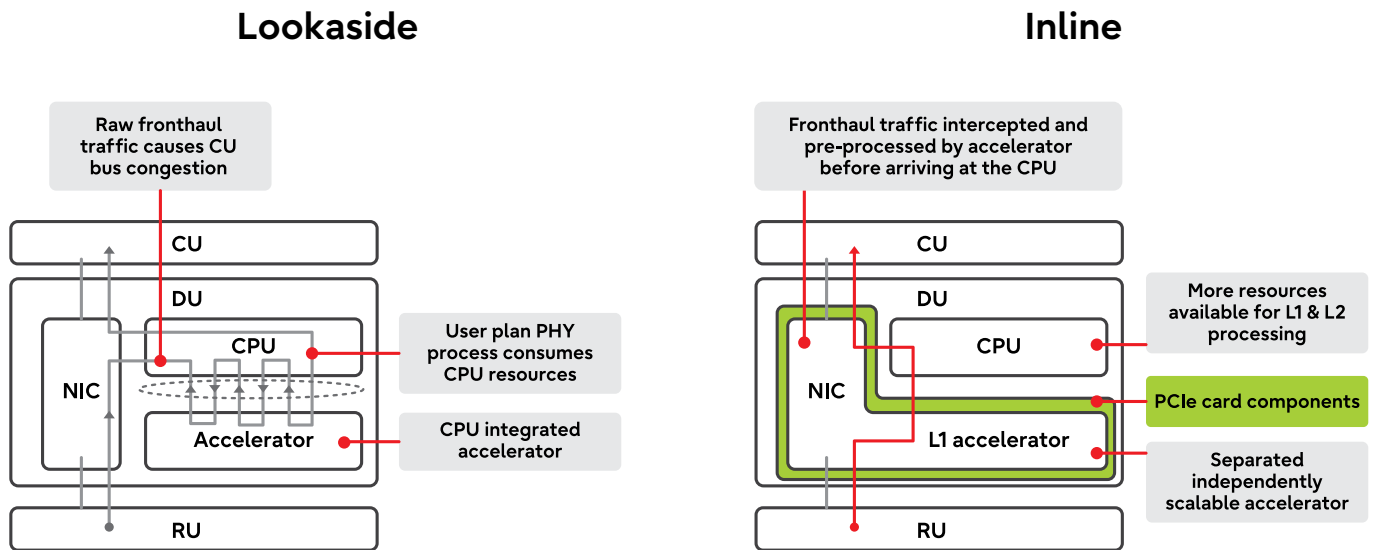 Lookaside
Raw fronthaul
traffic causes CU
bus congestion
CU
DU
CPU
NIC
Accelerator
RU
User plan PHY
process consumes
CPU resources
CPU integrated
accelerator
Inline
Fronthaul traffic intercepted and
pre-processed by accelerator
before arriving at the CPU
CU
DU
CPU
NIC
L1 accelerator
RU
More resources
available for L1 & L2
processing
PCIe card components
Separated
independently
scalable accelerator